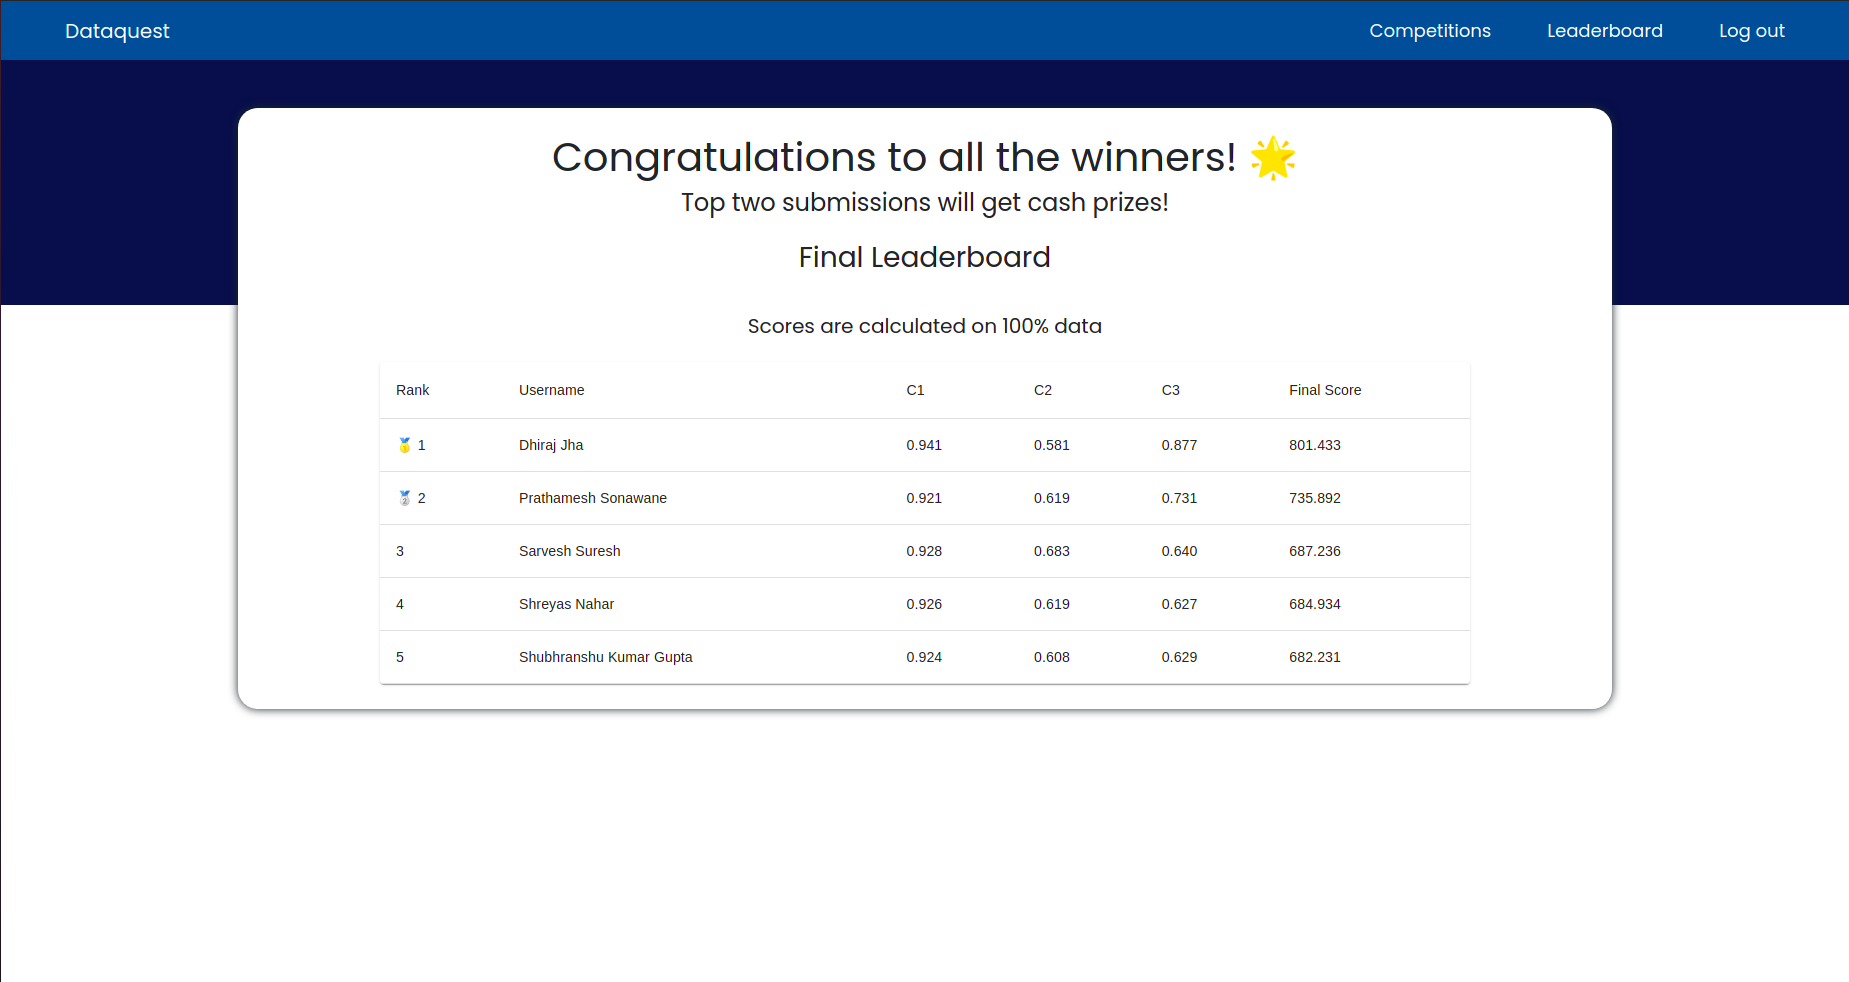 Dataquest Competitions Leaderboard Log out
Congratulations to all the winners! 🌟
Top two submissions will get cash prizes!
Final Leaderboard
Scores are calculated on 100% data
Rank Username C1 C2 C3 Final Score
🥇 1 Dhiraj Jha 0.941 0.581 0.877 801.433
🥈 2 Prathamesh Sonawane 0.921 0.619 0.731 735.892
3 Sarvesh Suresh 0.928 0.683 0.640 687.236
4 Shreyas Nahar 0.926 0.619 0.627 684.934
5 Shubhranshu Kumar Gupta 0.924 0.608 0.629 682.231